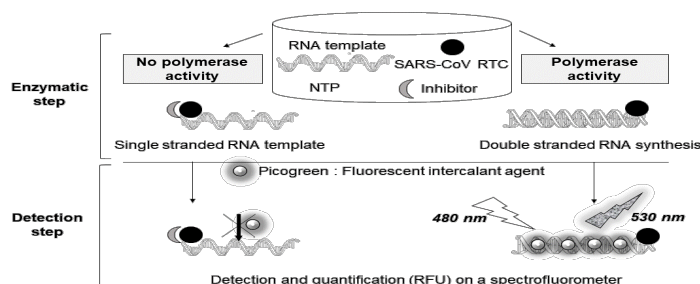 RNA template
SARS-CoV RTC
NTP
Inhibitor
No polymerase
activity
Polymerase
activity
Enzymatic
step
Single stranded RNA template
Double stranded RNA synthesis
Picogreen : Fluorescent intercalant agent
Detection
step
480 nm
530 nm
Detection and quantification (RFU) on a spectrofluorometer